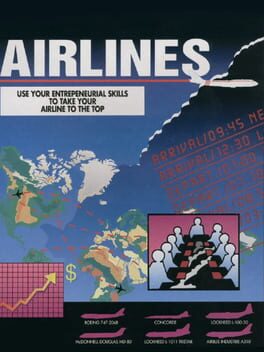 AIRLINES
USE YOUR ENTREPENEURIAL SKILLS
TO TAKE YOUR
AIRLINE TO THE TOP
ARRIVAL/09:45
ARRIVAL/12:30
$
BOEING 747 206B
CONCORDE
LOCKHEED L-100-30
McDONNELL DOUGLAS MD 80
LOCKHEED L-1011 TRISTAR
AIRBUS INDUSTRIE A310